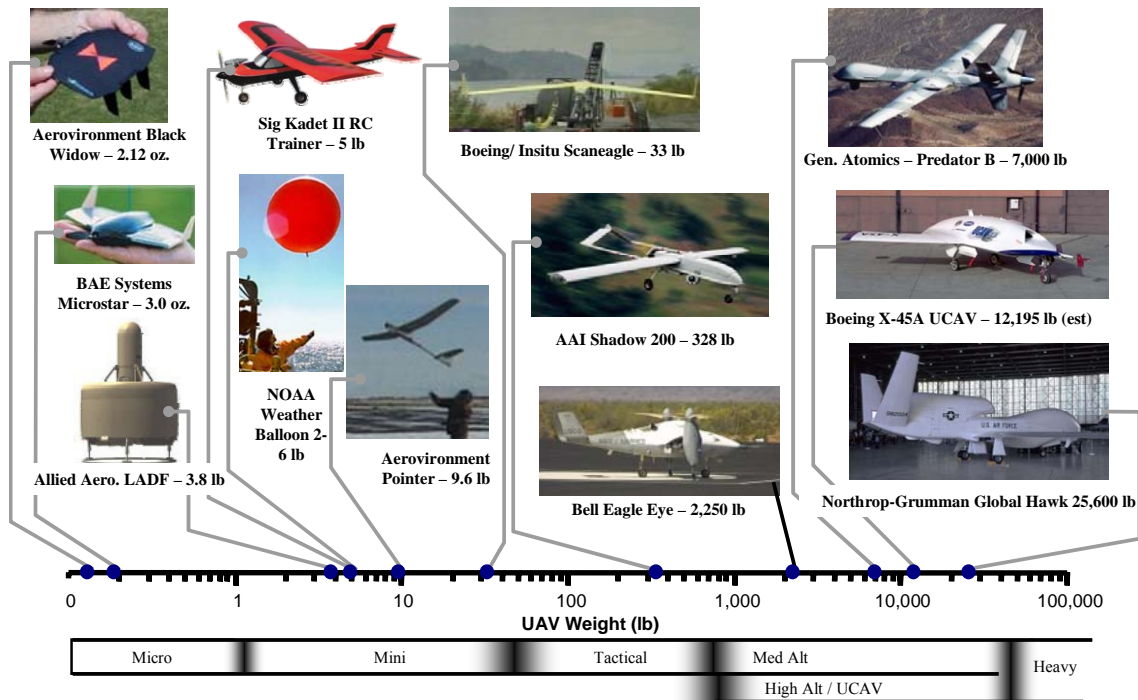 Aerovironment Black
Widow – 2.12 oz.
BAE Systems
Microstar – 3.0 oz.
Allied Aero. LADF – 3.8 lb
Sig Kadet II RC
Trainer – 5 lb
NOAA
Weather
Balloon 2-
6 lb
Aerovironment
Pointer – 9.6 lb
Boeing/ Insitu Scaneagle – 33 lb
AAI Shadow 200 – 328 lb
Bell Eagle Eye – 2,250 lb
Gen. Atomics – Predator B – 7,000 lb
Boeing X-45A UCAV – 12,195 lb (est)
U.S. AIR FORCE
Northrop-Grumman Global Hawk 25,600 lb
0 1 10 100 1,000 10,000 100,000
UAV Weight (lb)
Micro Mini Tactical Med Alt Heavy
High Alt / UCAV